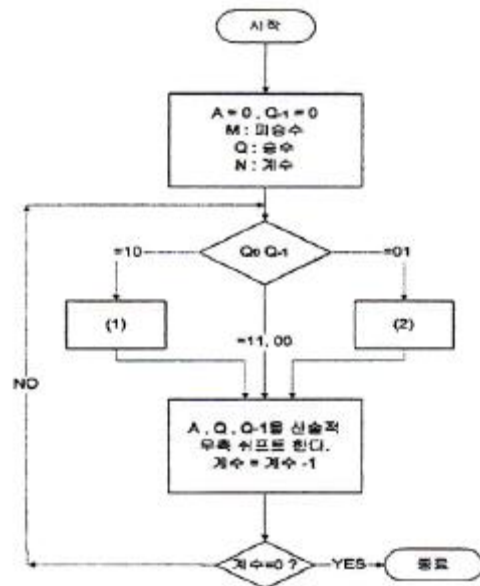 시작
A = 0 , Q-1 = 0
M : 피승수
Q : 승수
N : 계수
Q0 Q-1
=10
=01
(1)
(2)
=11, 00
NO
A , Q , Q-1을 산술적
우측 쉬프트 한다.
계수 = 계수 -1
계수=0 ?
YES
종료